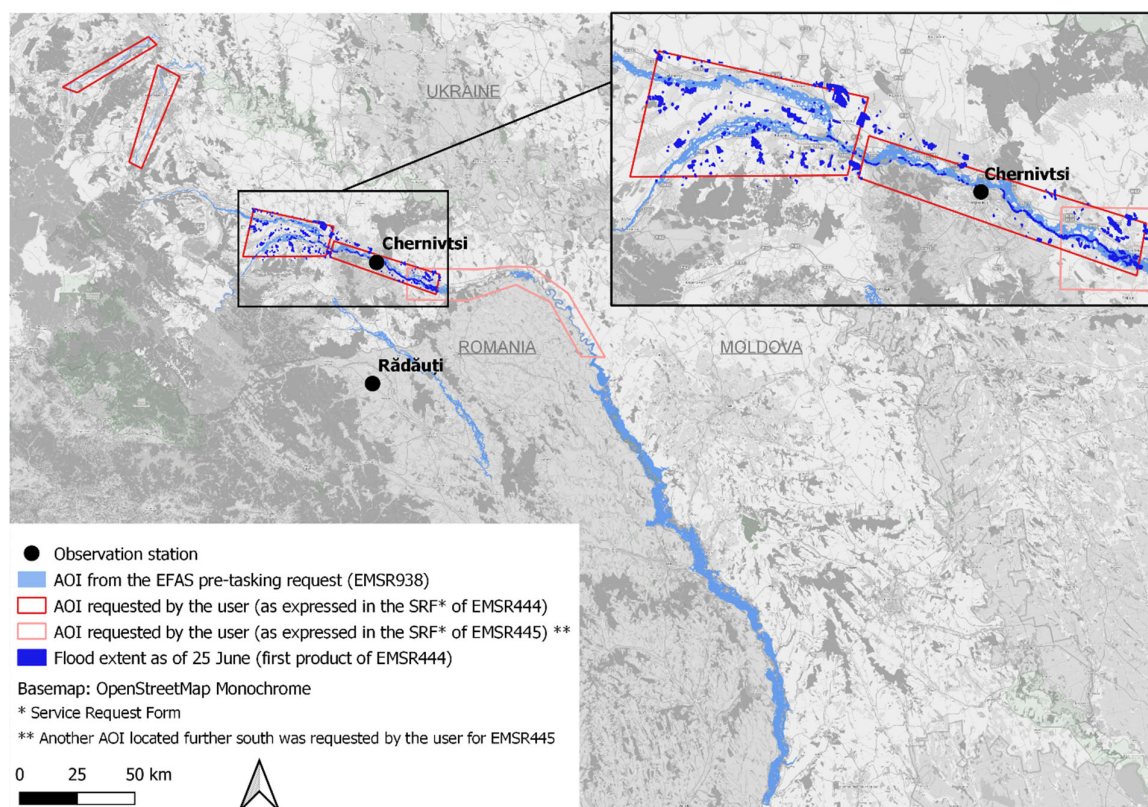 UKRAINE
Chernivtsi
Chernivtsi
ROMANIA
MOLDOVA
Rădăuți
Observation station
AOI from the EFAS pre-tasking request (EMSR938)
AOI requested by the user (as expressed in the SRF* of EMSR444)
AOI requested by the user (as expressed in the SRF* of EMSR445) **
Flood extent as of 25 June (first product of EMSR444)
Basemap: OpenStreetMap Monochrome
* Service Request Form
** Another AOI located further south was requested by the user for EMSR445
0 25 50 km